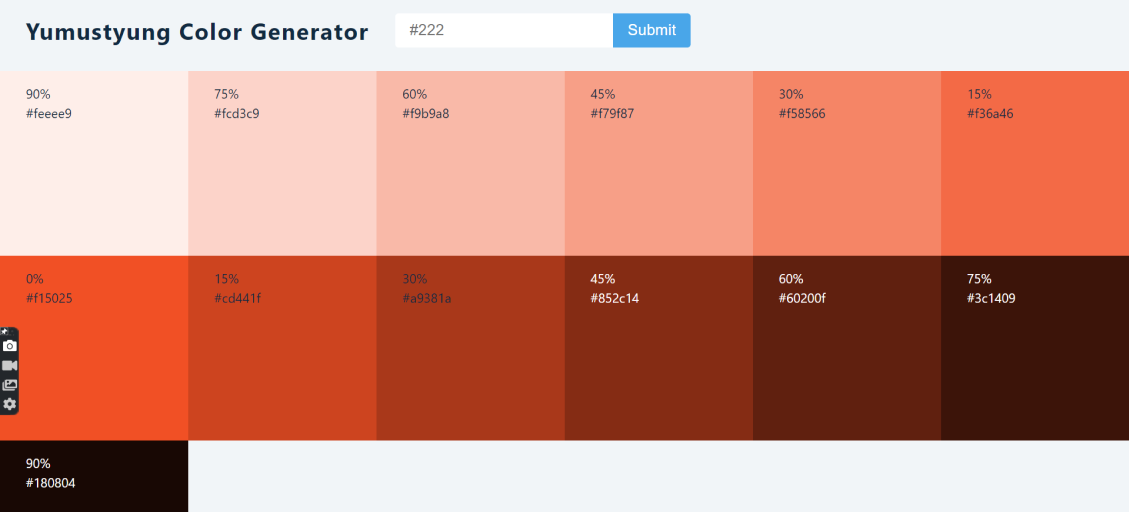 Yumustyung Color Generator
#222
Submit
90%
#feeee9
75%
#fcd3c9
60%
#f9b9a8
45%
#f79f87
30%
#f58566
15%
#f36a46
0%
#f15025
15%
#cd441f
30%
#a9381a
45%
#852c14
60%
#60200f
75%
#3c1409
90%
#180804